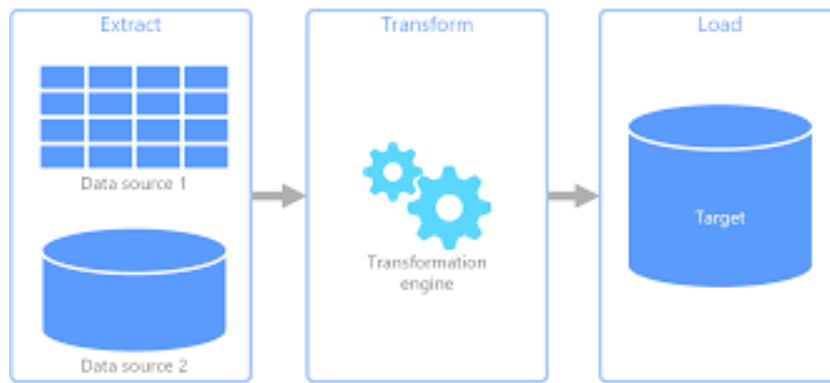 Extract
Data source 1
Data source 2
Transform
Transformation
engine
Load
Target